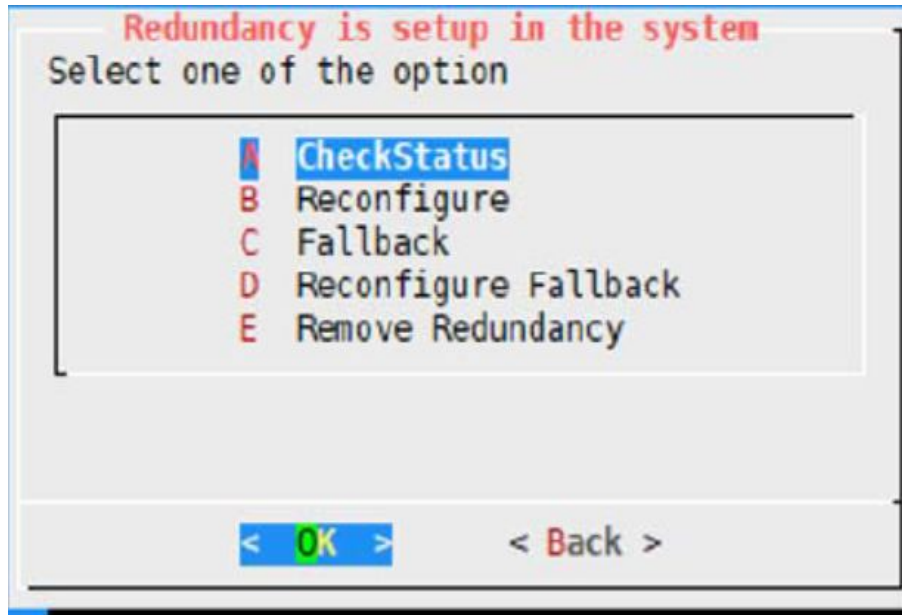 Redundancy is setup in the system
Select one of the option
A CheckStatus
B Reconfigure
C Fallback
D Reconfigure Fallback
E Remove Redundancy
< OK > < Back >